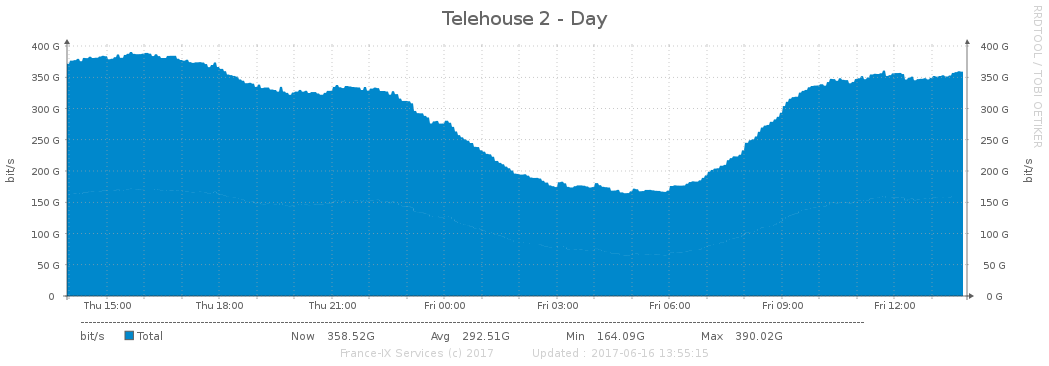 Telehouse 2 - Day
RRDTOOL / TOBI OETIKER
400 G 400 G
350 G 350 G
300 G 300 G
250 G 250 G
200 G 200 G
150 G 150 G
100 G 100 G
50 G 50 G
0 0 G
bit/s bit/s
Thu 15:00 Thu 18:00 Thu 21:00 Fri 00:00 Fri 03:00 Fri 06:00 Fri 09:00 Fri 12:00
bit/s Total Now 358.52G Avg 292.51G Min 164.09G Max 390.02G
France-IX Services (c) 2017 Updated : 2017-06-16 13:55:15